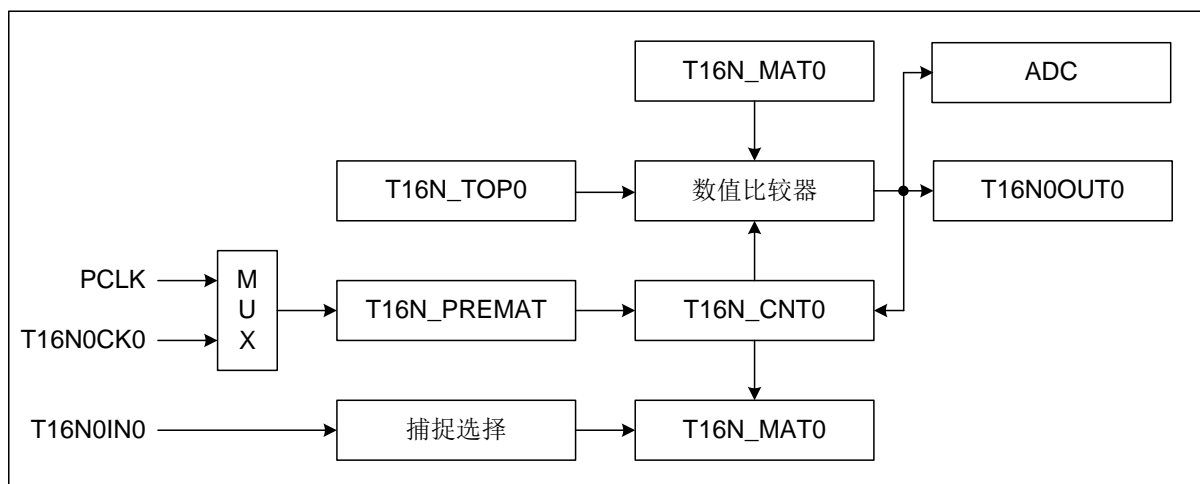 T16N_MAT0
ADC
T16N_TOP0
数值比较器
T16N0OUT0
PCLK
T16N0CK0
M
U
X
T16N_PREMAT
T16N_CNT0
T16N0IN0
捕捉选择
T16N_MAT0